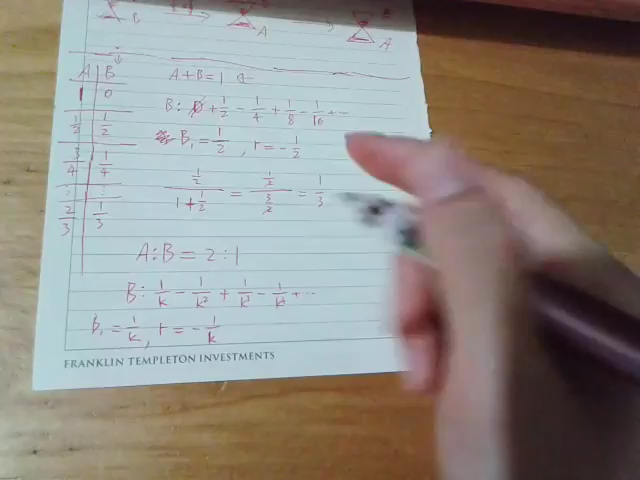 B
A
A
A B
1 0
A + B = 1
B: 0 + 1/2 - 1/4 + 1/8 - 1/16 + ...
1/2 1/2
B₁ = 1/2 , r = - 1/2
3/4 1/4
: :
2/3 1/3
(1/2)/(1 + 1/2) = (1/2)/(3/2) = 1/3
A : B = 2 : 1
B: 1/k - 1/k² + 1/k³ - 1/k⁴ + ...
B₁ = 1/k , r = - 1/k
FRANKLIN TEMPLETON INVESTMENTS